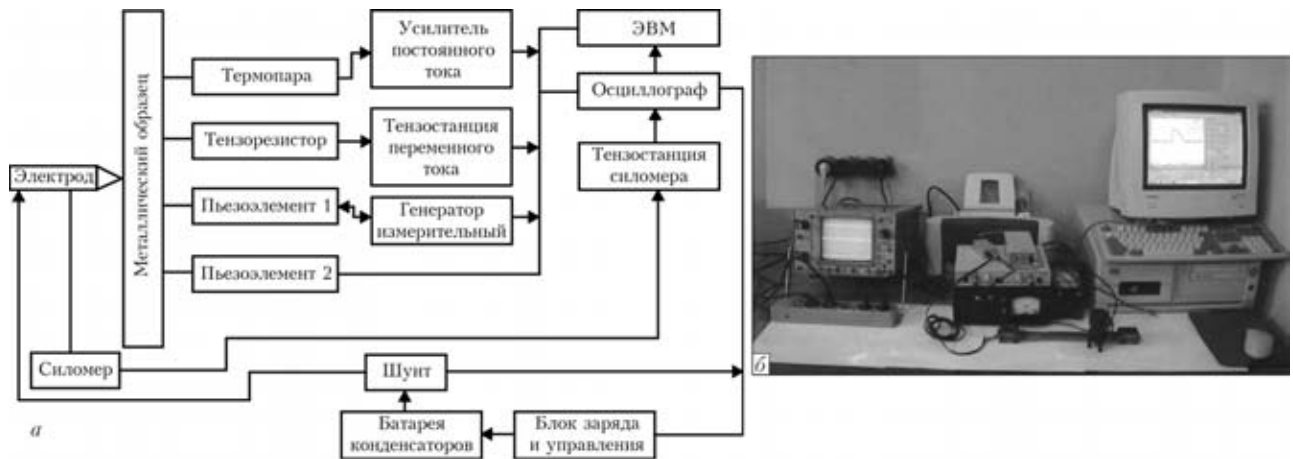 Электрод
Металлический образец
Термопара
Тензорезистор
Пьезоэлемент 1
Пьезоэлемент 2
Усилитель
постоянного
тока
Тензостанция
переменного
тока
Генератор
измерительный
ЭВМ
Осциллограф
Тензостанция
силомера
Силомер
Шунт
Батарея
конденсаторов
Блок заряда
и управления
а
б